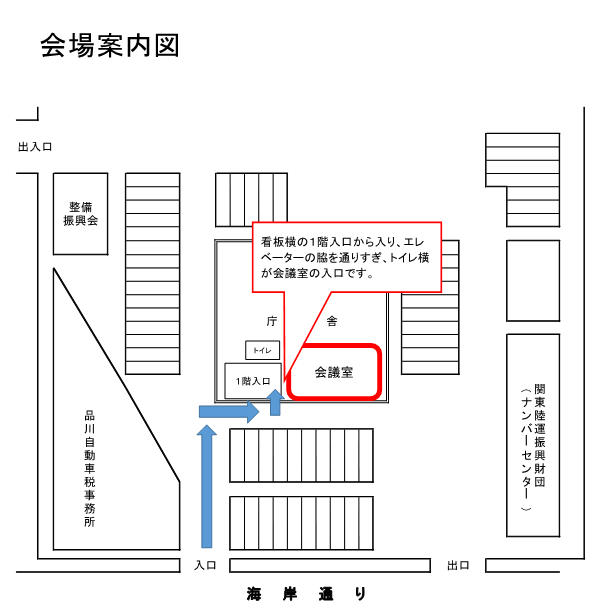 会場案内図
出入口
整備
振興会
看板横の1階入口から入り、エレ
ベーターの脇を通りすぎ、トイレ横
が会議室の入口です。
庁　舎
トイレ
1階入口
会議室
品川自動車税事務所
関東陸運振興財団
（ナンバーセンター）
入口
出口
海岸通り